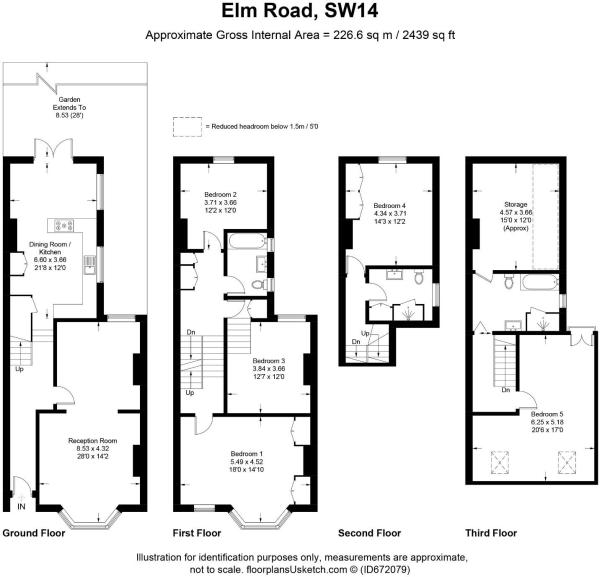 Elm Road, SW14
Approximate Gross Internal Area = 226.6 sq m / 2439 sq ft
Garden
Extends To
8.53 (28')
= Reduced headroom below 1.5m / 5'0
Dining Room /
Kitchen
6.60 x 3.66
21'8 x 12'0
Up
Reception Room
8.53 x 4.32
28'0 x 14'2
IN
Ground Floor
Bedroom 2
3.71 x 3.66
12'2 x 12'0
Dn
Up
Bedroom 3
3.84 x 3.66
12'7 x 12'0
Bedroom 1
5.49 x 4.52
18'0 x 14'10
First Floor
Bedroom 4
4.34 x 3.71
14'3 x 12'2
Up
Dn
Second Floor
Storage
4.57 x 3.66
15'0 x 12'0
(Approx)
Dn
Bedroom 5
6.25 x 5.18
20'6 x 17'0
Third Floor
Illustration for identification purposes only, measurements are approximate,
not to scale. floorplansUsketch.com © (ID672079)